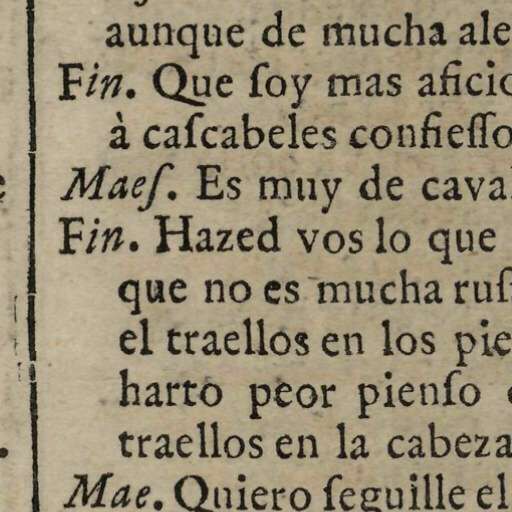 aunque de mucha ale
Fin. Que ſoy mas aficio
à caſcabeles confieſſo
Maeſ. Es muy de caval
Fin. Hazed vos lo que
que no es mucha ruſ
el traellos en los pie
harto peor pienſo
traellos en la cabeza
Mae. Quiero ſeguille el